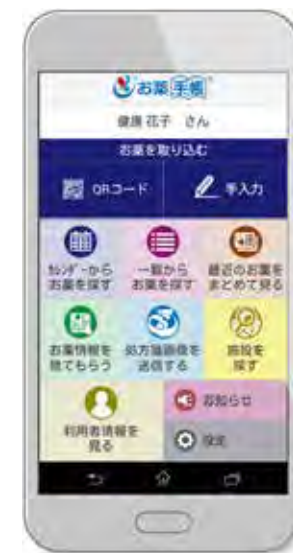 お薬手帳
健康 花子 さん
お薬を取り込む
QRコード
手入力
ｶﾚﾝﾀﾞｰから
お薬を探す
一覧から
お薬を探す
最近のお薬を
まとめて見る
お薬情報を
見てもらう
処方箋画像を
送信する
施設を
探す
利用者情報を
見る
お知らせ
設定